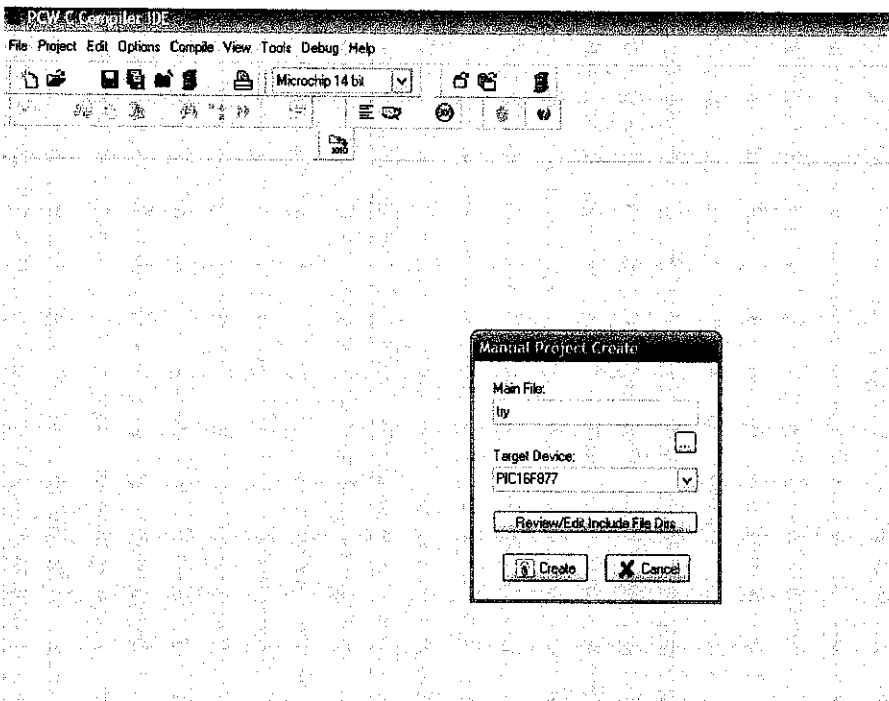 PCW C Compiler IDE
File Project Edit Options Compile View Tools Debug Help
Microchip 14 bit
Manual Project Create
Main File:
try
...
Target Device:
PIC16F877
Review/Edit Include File Dirs
Create Cancel